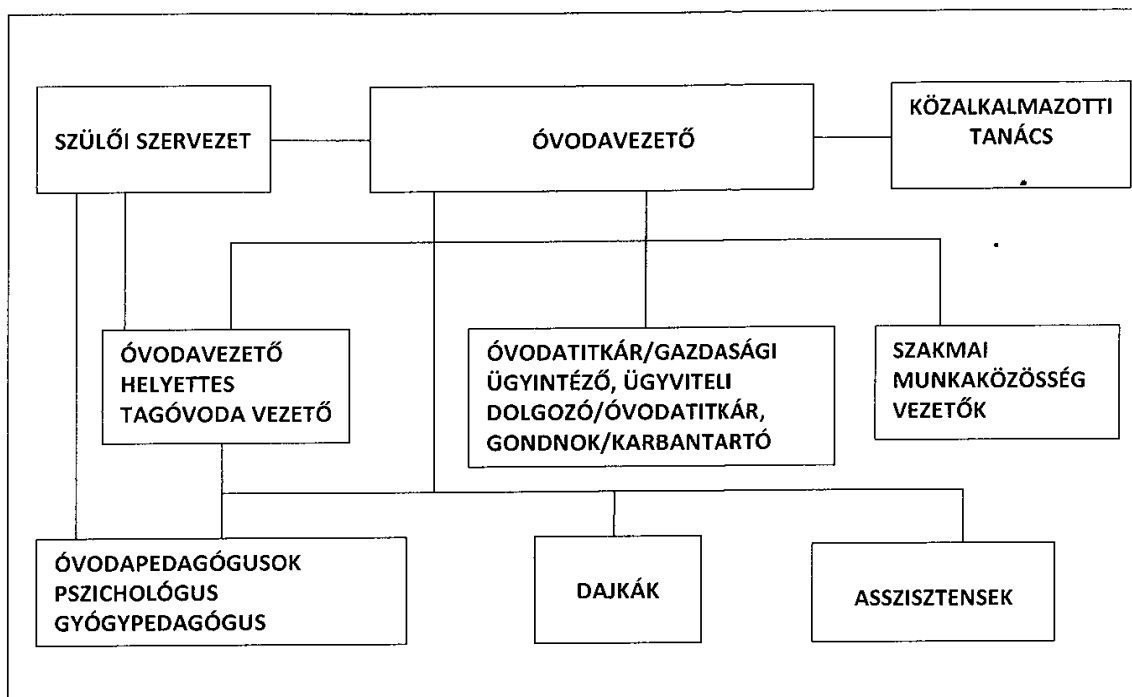 SZÜLŐI SZERVEZET
ÓVODAVEZETŐ
KÖZALKALMAZOTTI
TANÁCS
ÓVODAVEZETŐ
HELYETTES
TAGÓVODA VEZETŐ
ÓVODATITKÁR/GAZDASÁGI
ÜGYINTÉZŐ, ÜGYVITELI
DOLGOZÓ/ÓVODATITKÁR,
GONDNOK/KARBANTARTÓ
SZAKMAI
MUNKAKÖZÖSSÉG
VEZETŐK
ÓVODAPEDAGÓGUSOK
PSZICHOLÓGUS
GYÓGYPEDAGÓGUS
DAJKÁK
ASSZISZTENSEK